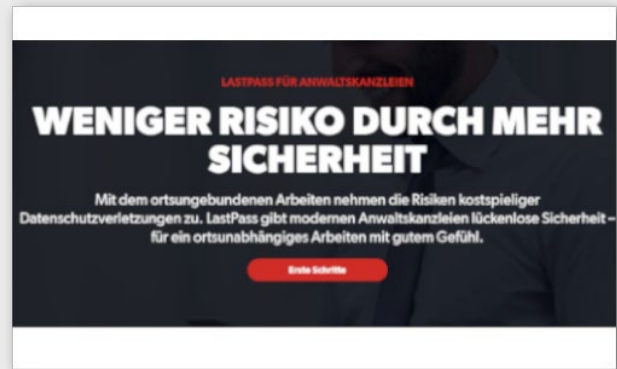 LASTPASS FÜR ANWALTSKANZLEIEN
WENIGER RISIKO DURCH MEHR
SICHERHEIT
Mit dem ortsungebundenen Arbeiten nehmen die Risiken kostspieliger
Datenschutzverletzungen zu. LastPass gibt modernen Anwaltskanzleien lückenlose Sicherheit –
für ein ortsunabhängiges Arbeiten mit gutem Gefühl.
Erste Schritte